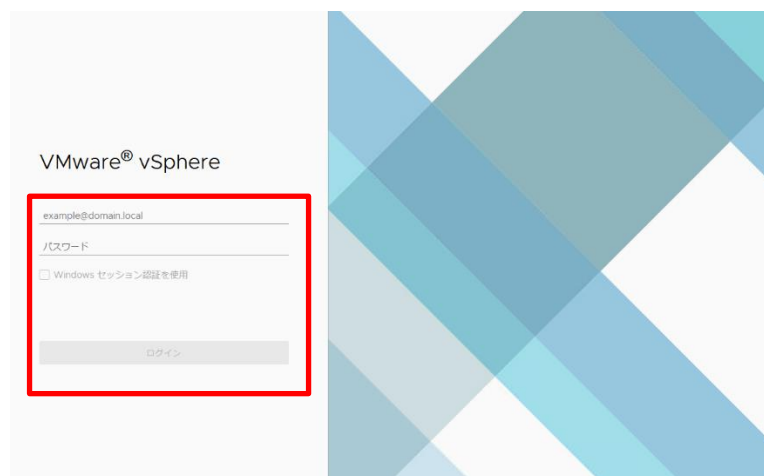 VMware® vSphere
example@domain.local
パスワード
Windows セッション認証を使用
ログイン